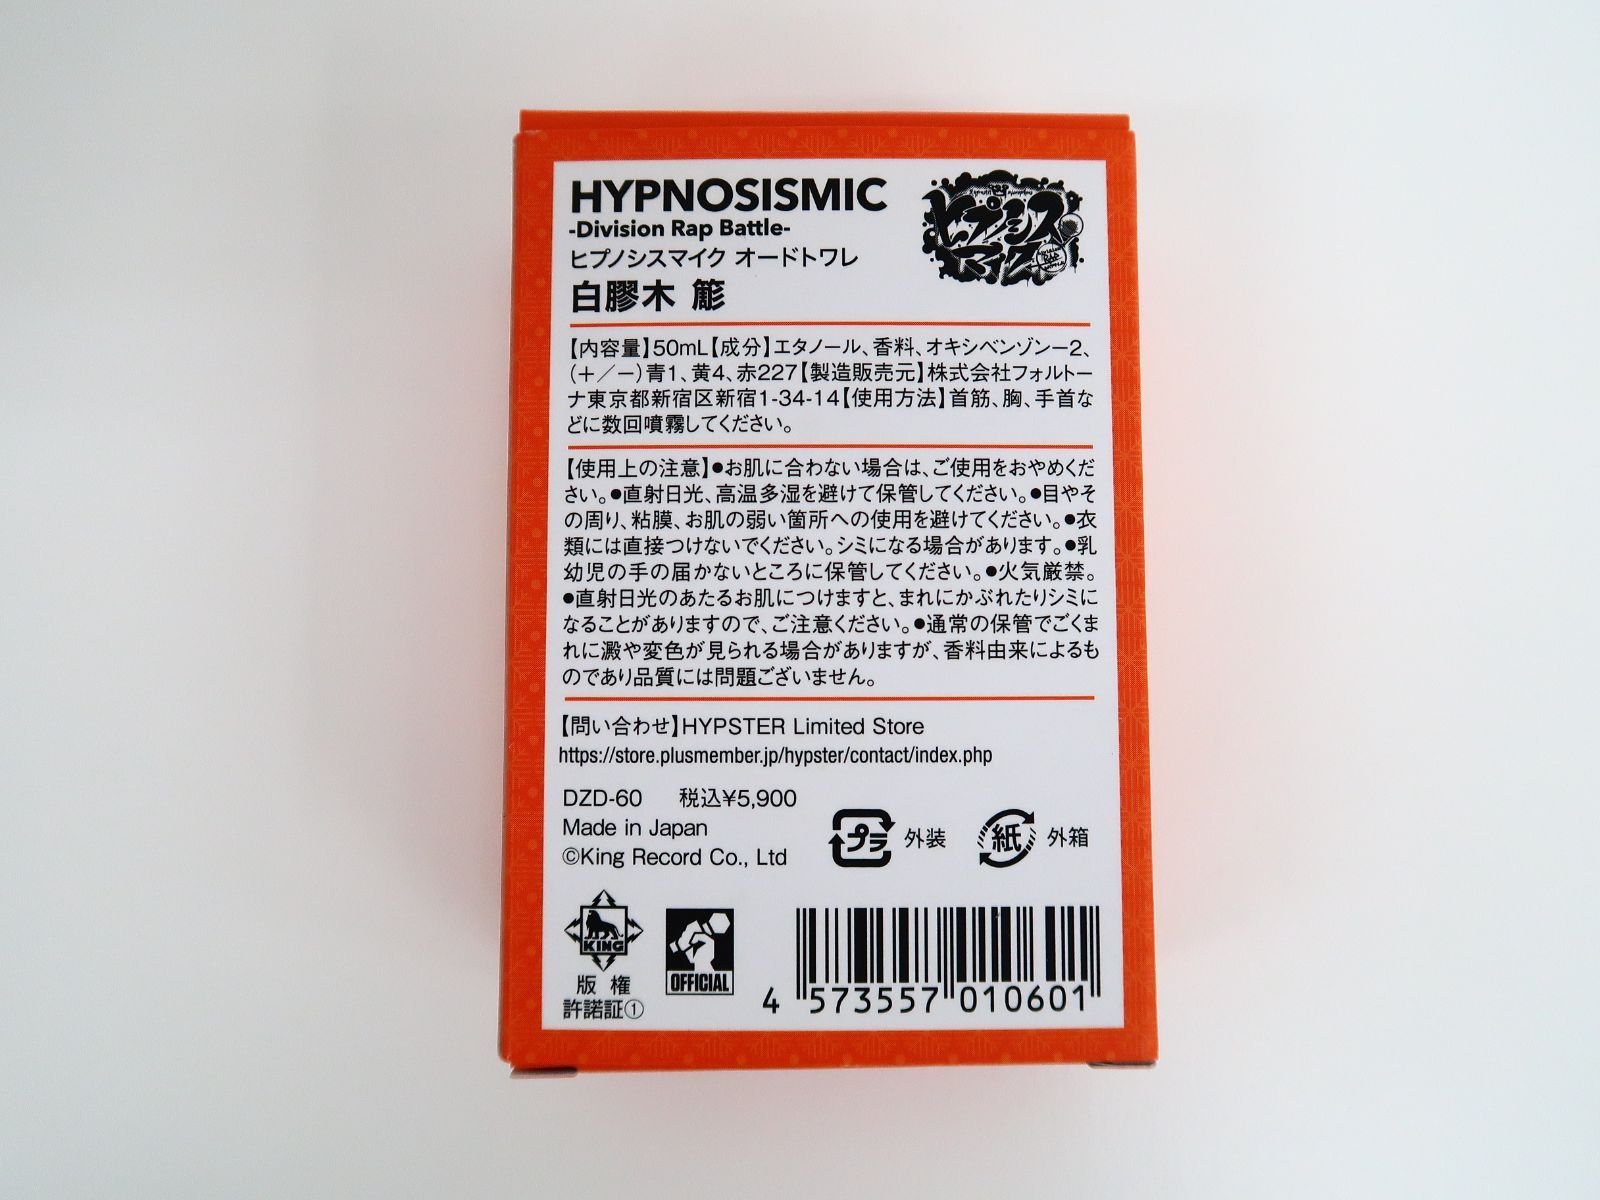 HYPNOSISMIC
-Division Rap Battle-
ヒプノシスマイク オードトワレ
白膠木 簓
ヒプノシス
マイク
【内容量】50mL【成分】エタノール、香料、オキシベンゾン－2、
(＋／－)青1、黄4、赤227【製造販売元】株式会社フォルトー
ナ東京都新宿区新宿1-34-14【使用方法】首筋、胸、手首な
どに数回噴霧してください。
【使用上の注意】●お肌に合わない場合は、ご使用をおやめくだ
さい。●直射日光、高温多湿を避けて保管してください。●目やそ
の周り、粘膜、お肌の弱い箇所への使用を避けてください。●衣
類には直接つけないでください。シミになる場合があります。●乳
幼児の手の届かないところに保管してください。●火気厳禁。
●直射日光のあたるお肌につけますと、まれにかぶれたりシミに
なることがありますので、ご注意ください。●通常の保管でごくま
れに澱や変色が見られる場合がありますが、香料由来によるも
のであり品質には問題ございません。
【問い合わせ】HYPSTER Limited Store
https://store.plusmember.jp/hypster/contact/index.php
DZD-60 税込¥5,900
Made in Japan
©King Record Co., Ltd
プラ 外装 紙 外箱
KING
版権
許諾証①
OFFICIAL
4 573557 010601